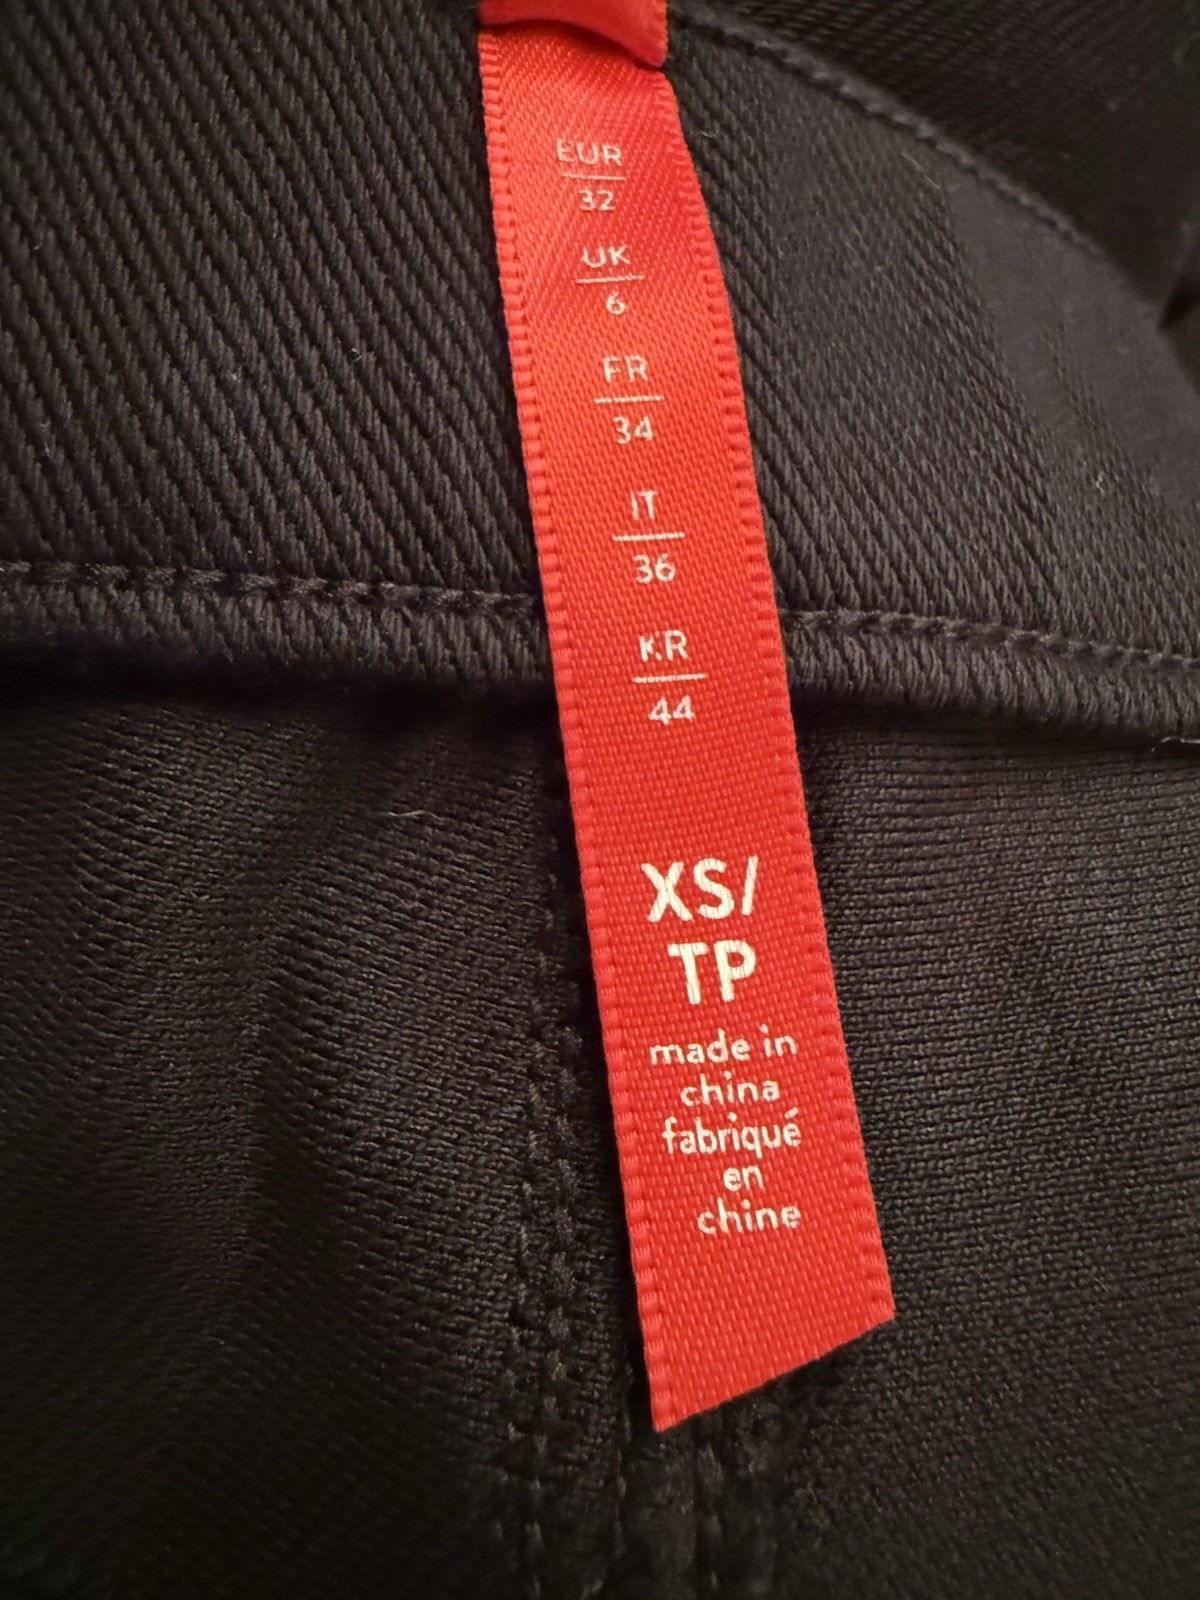 EUR
32
UK
6
FR
34
IT
36
KR
44
XS/
TP
made in
china
fabriqué
en
chine